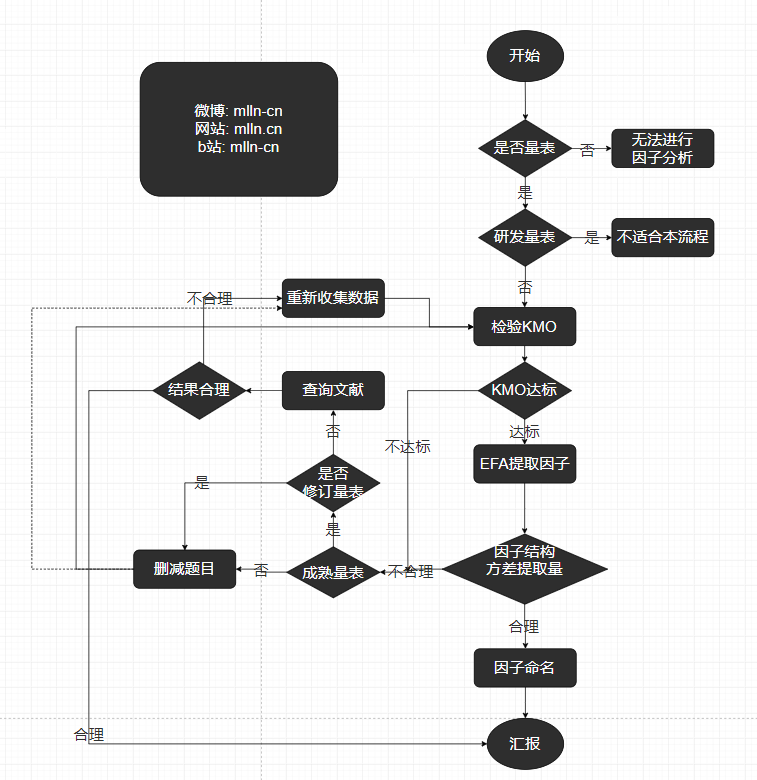 开始
微博: mlln-cn
网站: mlln.cn
b站: mlln-cn
是否量表
否
无法进行
因子分析
是
研发量表
是
不适合本流程
否
不合理
重新收集数据
检验KMO
结果合理
查询文献
KMO达标
否
不达标
达标
EFA提取因子
是否
修订量表
是
是
因子结构
方差提取量
删减题目
否
成熟量表
不合理
合理
因子命名
合理
汇报